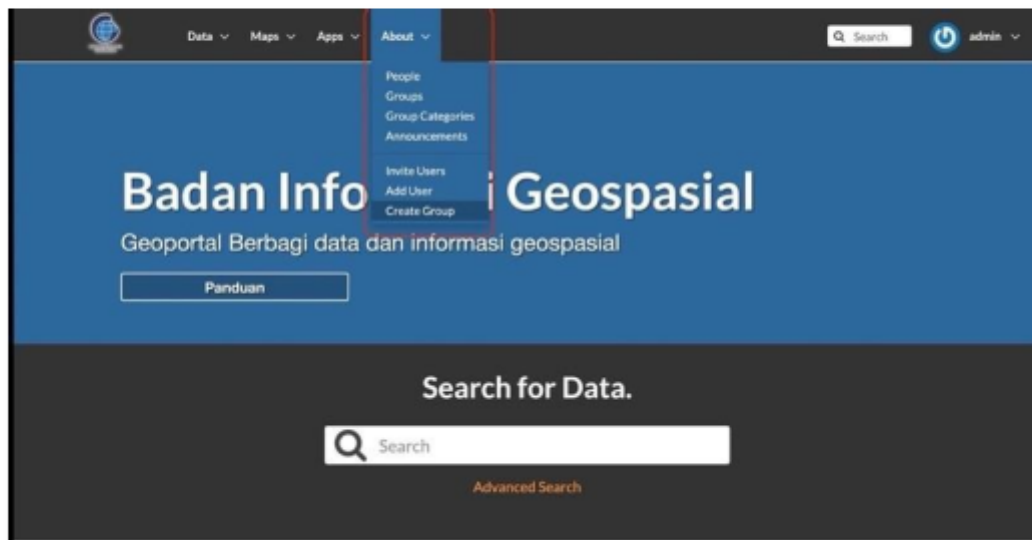 Data Maps Apps About Search admin
People
Groups
Group Categories
Announcements
Invite Users
Add User
Create Group
Badan Info i Geospasial
Geoportal Berbagi data dan informasi geospasial
Panduan
Search for Data.
Search
Advanced Search